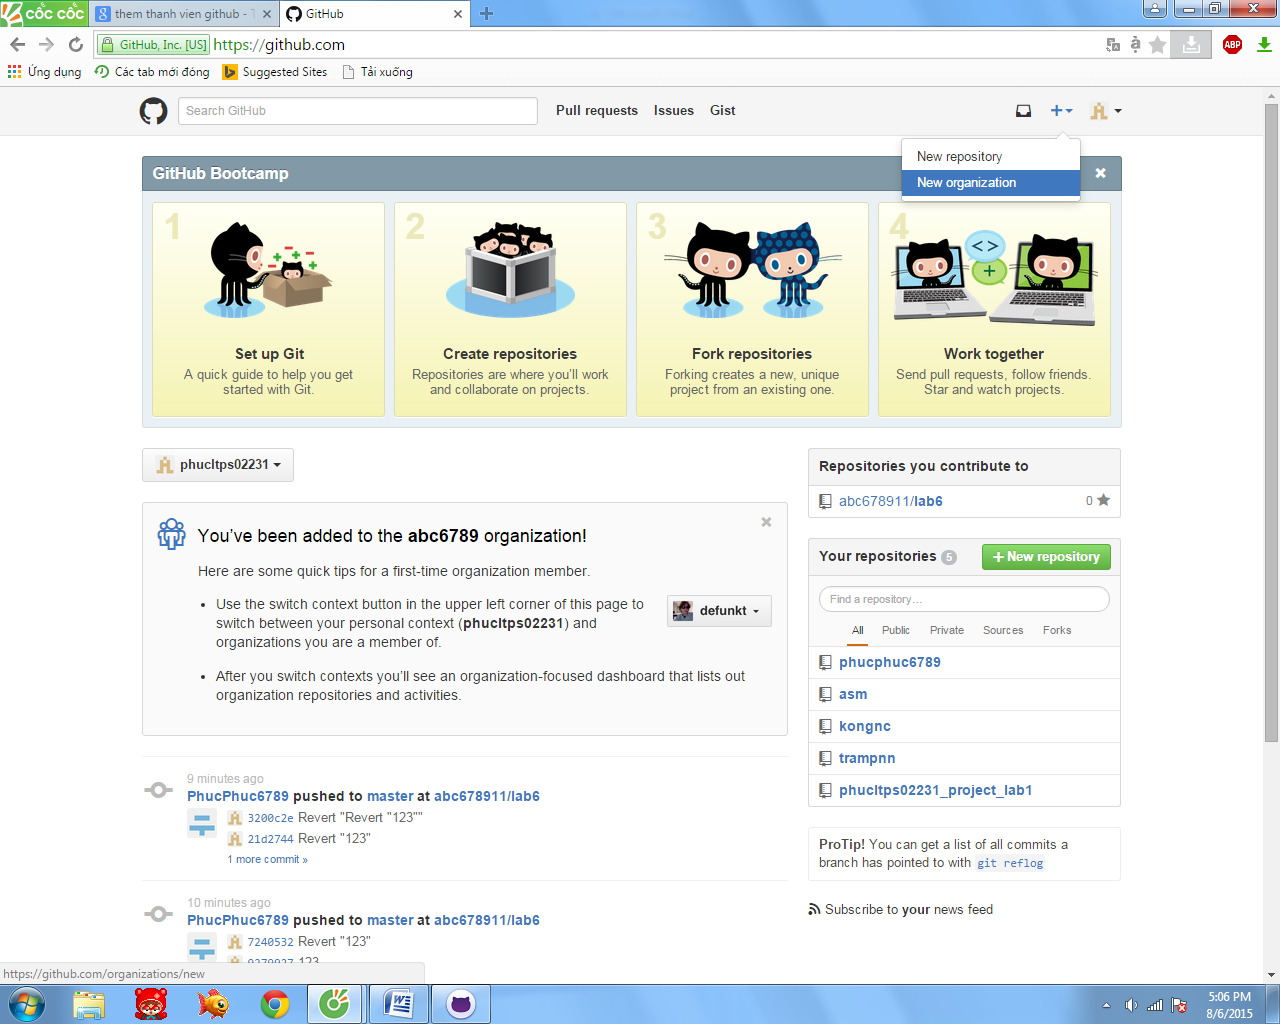 cốc cốc
them thanh vien github - T
GitHub
GitHub, Inc. [US] https://github.com
ABP
Ứng dụng Các tab mới đóng Suggested Sites Tải xuống
Search GitHub Pull requests Issues Gist
New repository
New organization
GitHub Bootcamp
1
Set up Git
A quick guide to help you get
started with Git.
2
Create repositories
Repositories are where you'll work
and collaborate on projects.
3
Fork repositories
Forking creates a new, unique
project from an existing one.
4
Work together
Send pull requests, follow friends.
Star and watch projects.
phucltps02231
You've been added to the abc6789 organization!
Here are some quick tips for a first-time organization member.
• Use the switch context button in the upper left corner of this page to
switch between your personal context (phucltps02231) and
organizations you are a member of.
defunkt
• After you switch contexts you'll see an organization-focused dashboard that lists out
organization repositories and activities.
9 minutes ago
PhucPhuc6789 pushed to master at abc678911/lab6
3200c2e Revert "Revert "123""
21d2744 Revert "123"
1 more commit »
10 minutes ago
PhucPhuc6789 pushed to master at abc678911/lab6
7240532 Revert "123"
123
Repositories you contribute to
abc678911/lab6 0
Your repositories 5 New repository
Find a repository…
All Public Private Sources Forks
phucphuc6789
asm
kongnc
trampnn
phucltps02231_project_lab1
ProTip! You can get a list of all commits a
branch has pointed to with git reflog
Subscribe to your news feed
https://github.com/organizations/new
W
5:06 PM
8/6/2015